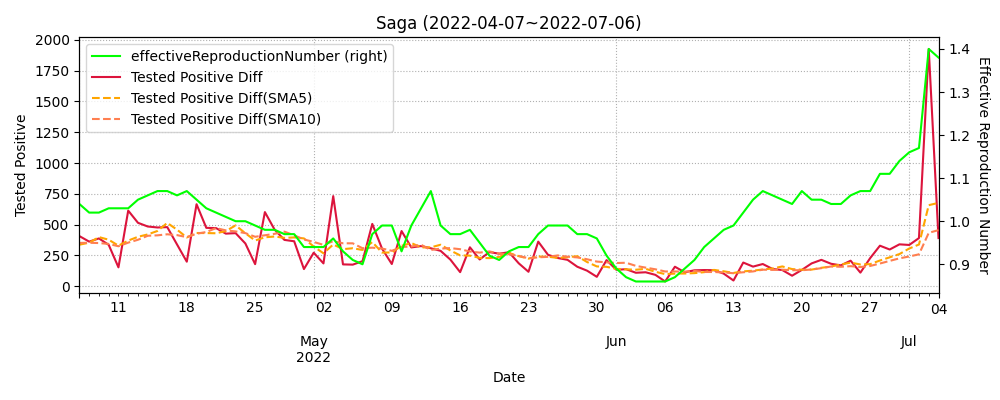 Saga (2022-04-07~2022-07-06)
effectiveReproductionNumber (right)
Tested Positive Diff
Tested Positive Diff(SMA5)
Tested Positive Diff(SMA10)
Tested Positive
2000
1750
1500
1250
1000
750
500
250
0
1.4
1.3
1.2
1.1
1.0
0.9
Effective Reproduction Number
11 18 25 02 09 16 23 30 06 13 20 27 04
May Jun Jul
2022
Date